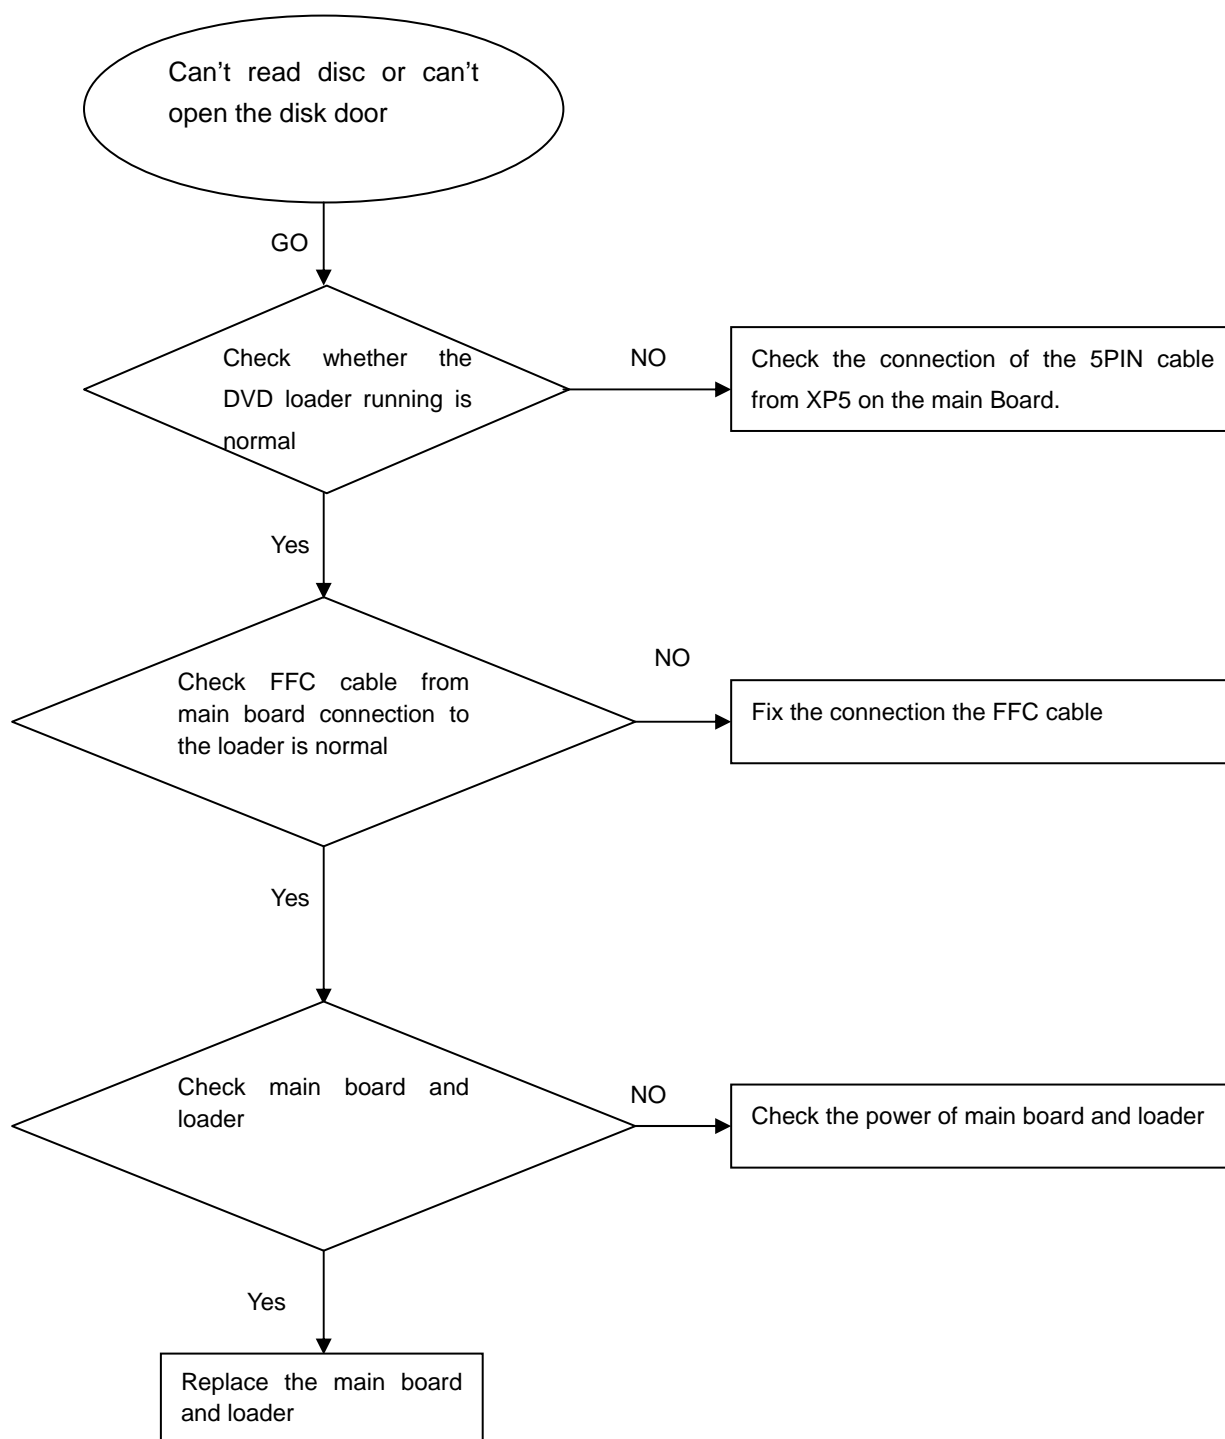 Can't read disc or can't
open the disk door
GO
Check whether the
DVD loader running is
normal
NO
Check the connection of the 5PIN cable
from XP5 on the main Board.
Yes
Check FFC cable from
main board connection to
the loader is normal
NO
Fix the connection the FFC cable
Yes
Check main board and
loader
NO
Check the power of main board and loader
Yes
Replace the main board
and loader